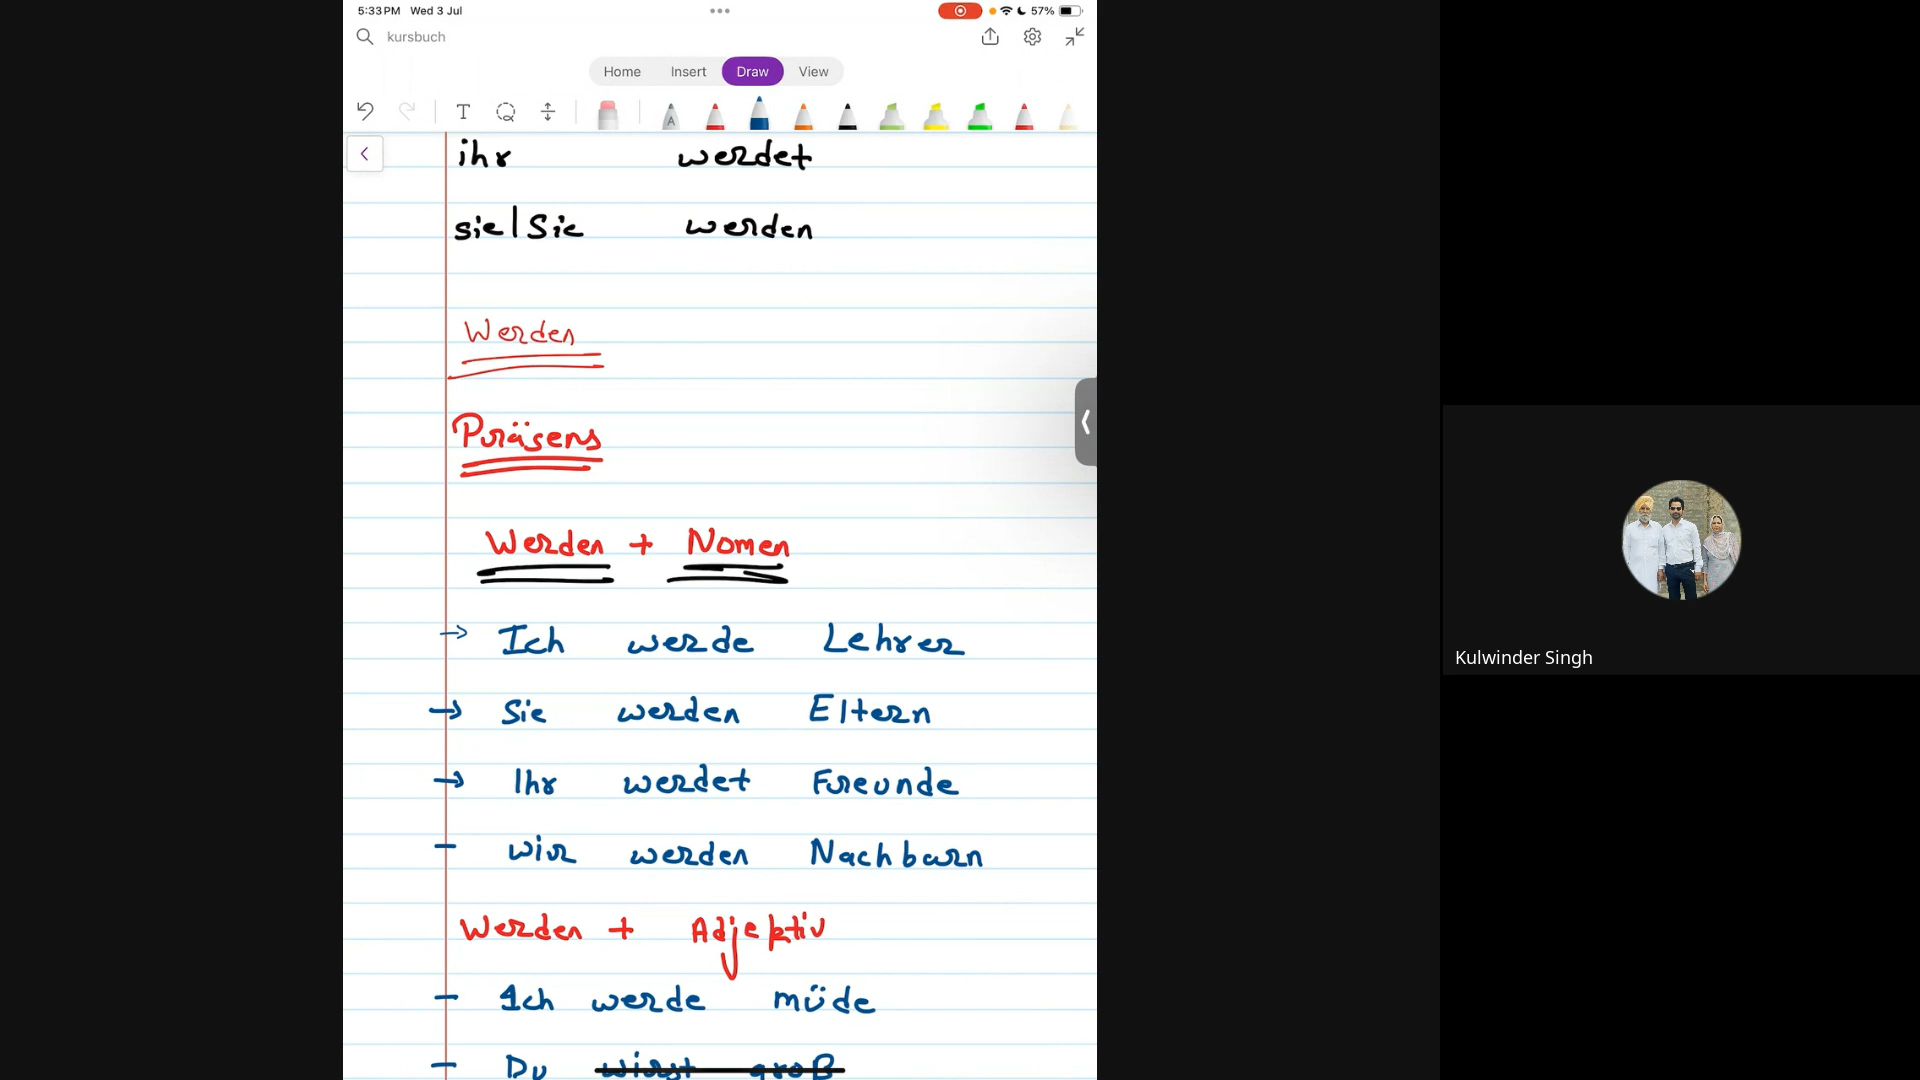 5:33 PM Wed 3 Jul
57%
kursbuch
Home Insert Draw View
T
A
ihr werdet
sie|Sie werden
Werden
Präsens
Werden + Nomen
→ Ich werde Lehrer
→ Sie werden Eltern
→ Ihr werdet Freunde
- wir werden Nachbarn
Werden + Adjektiv
- Ich werde müde
- Du wirst groß
Kulwinder Singh